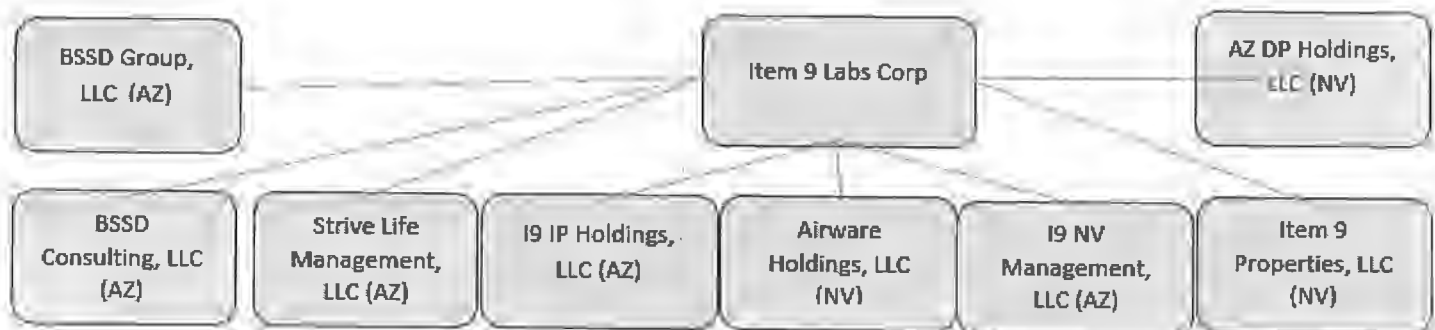 BSSD Group,
LLC (AZ)
Item 9 Labs Corp
AZ DP Holdings,
LLC (NV)
BSSD
Consulting, LLC
(AZ)
Strive Life
Management,
LLC (AZ)
I9 IP Holdings,
LLC (AZ)
Airware
Holdings, LLC
(NV)
I9 NV
Management,
LLC (AZ)
Item 9
Properties, LLC
(NV)